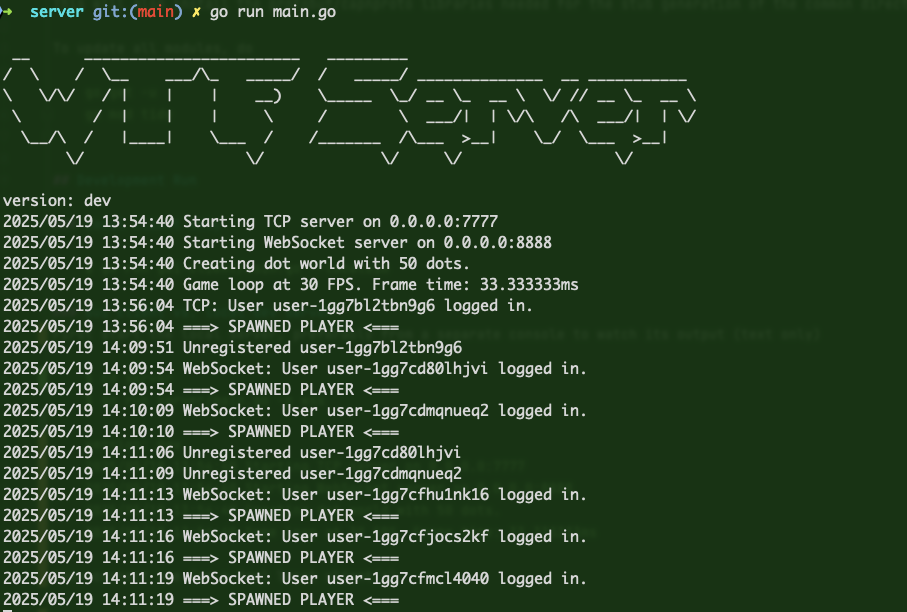 ➜ server git:(main) ✗ go run main.go
WTF Server
version: dev
2025/05/19 13:54:40 Starting TCP server on 0.0.0.0:7777
2025/05/19 13:54:40 Starting WebSocket server on 0.0.0.0:8888
2025/05/19 13:54:40 Creating dot world with 50 dots.
2025/05/19 13:54:40 Game loop at 30 FPS. Frame time: 33.333333ms
2025/05/19 13:56:04 TCP: User user-1gg7bl2tbn9g6 logged in.
2025/05/19 13:56:04 ===> SPAWNED PLAYER <===
2025/05/19 14:09:51 Unregistered user-1gg7bl2tbn9g6
2025/05/19 14:09:54 WebSocket: User user-1gg7cd80lhjvi logged in.
2025/05/19 14:09:54 ===> SPAWNED PLAYER <===
2025/05/19 14:10:09 WebSocket: User user-1gg7cdmqnueq2 logged in.
2025/05/19 14:10:10 ===> SPAWNED PLAYER <===
2025/05/19 14:11:06 Unregistered user-1gg7cd80lhjvi
2025/05/19 14:11:09 Unregistered user-1gg7cdmqnueq2
2025/05/19 14:11:13 WebSocket: User user-1gg7cfhu1nk16 logged in.
2025/05/19 14:11:13 ===> SPAWNED PLAYER <===
2025/05/19 14:11:16 WebSocket: User user-1gg7cfjocs2kf logged in.
2025/05/19 14:11:16 ===> SPAWNED PLAYER <===
2025/05/19 14:11:19 WebSocket: User user-1gg7cfmcl4040 logged in.
2025/05/19 14:11:19 ===> SPAWNED PLAYER <===